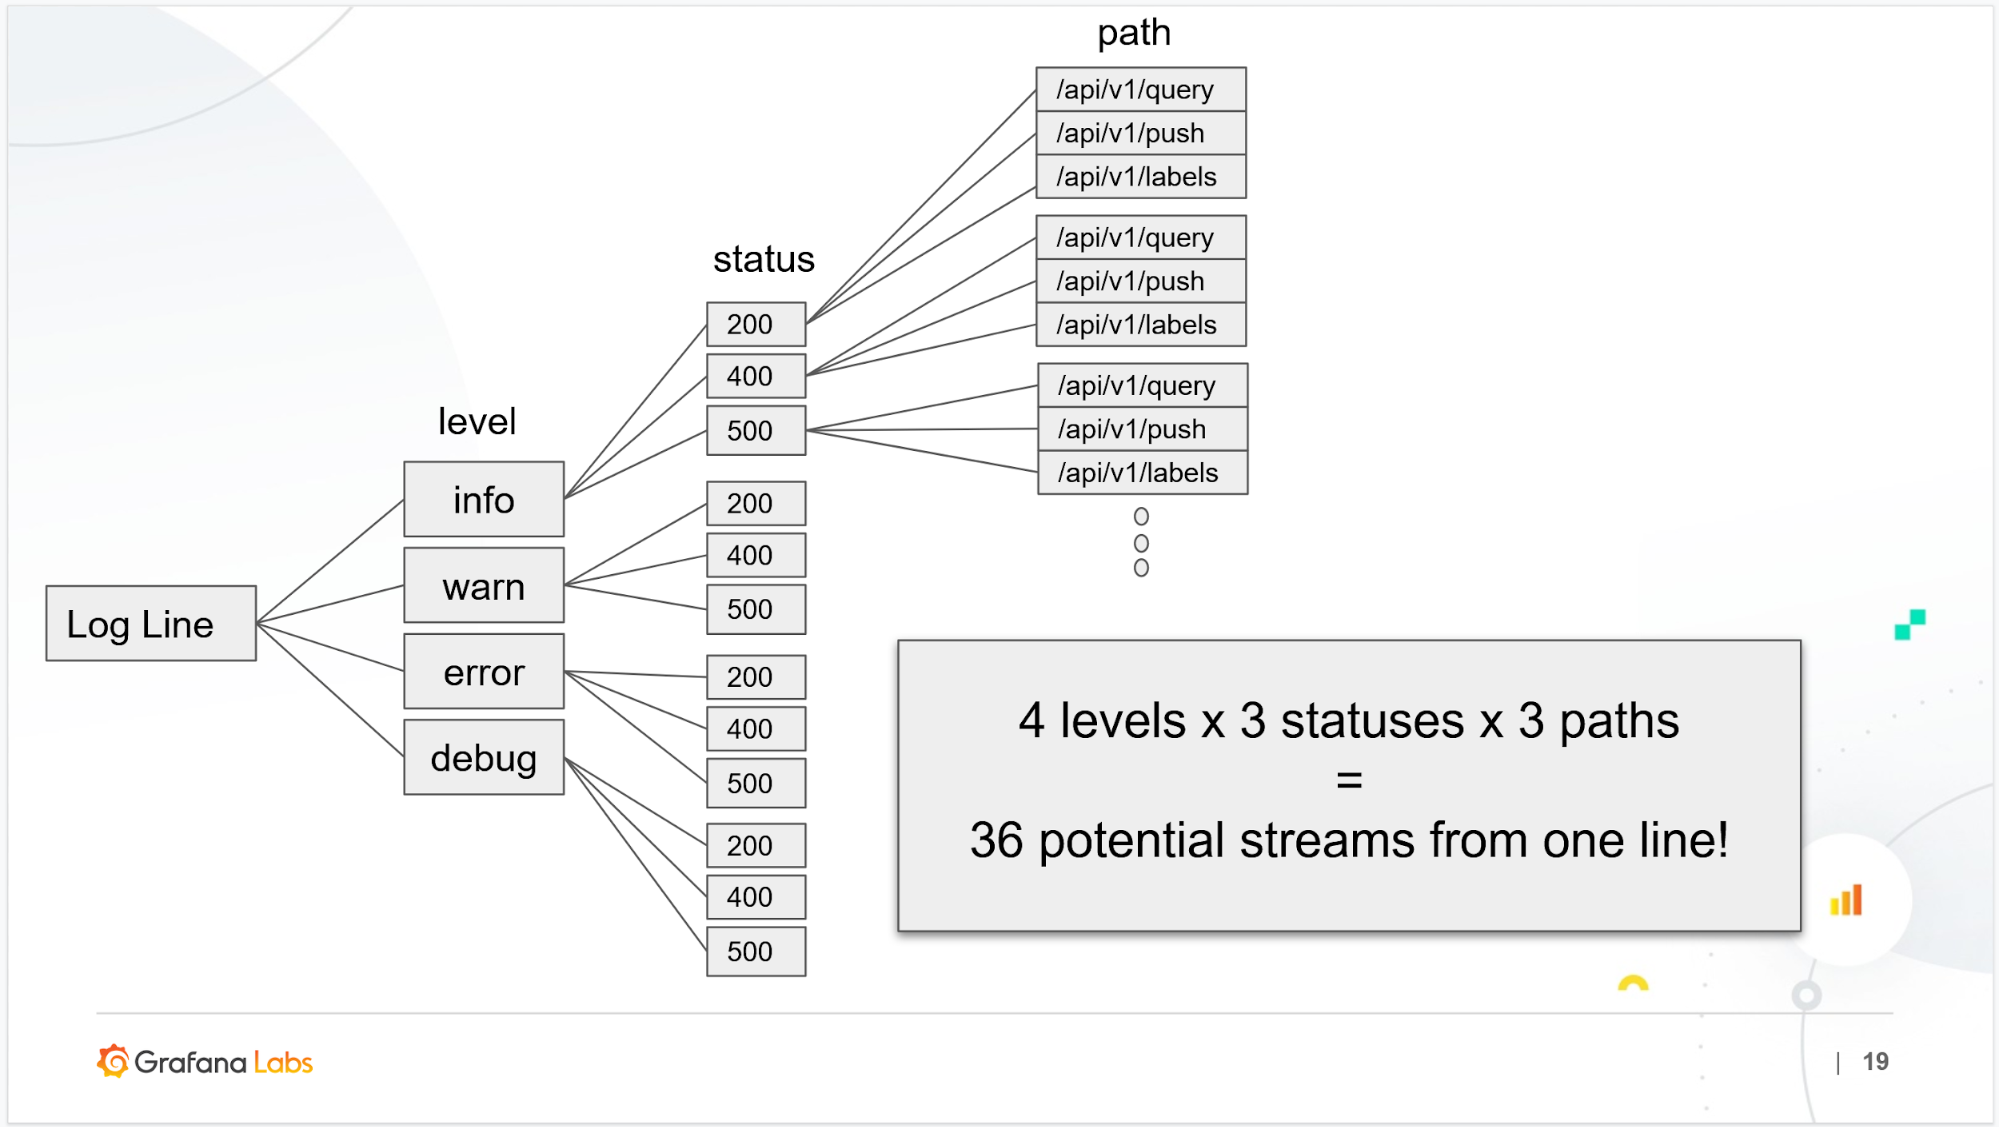 path
/api/v1/query
/api/v1/push
/api/v1/labels
/api/v1/query
/api/v1/push
/api/v1/labels
/api/v1/query
/api/v1/push
/api/v1/labels
status
200
400
500
200
400
500
200
400
500
200
400
500
level
info
warn
error
debug
Log Line
4 levels x 3 statuses x 3 paths
=
36 potential streams from one line!
Grafana Labs
| 19